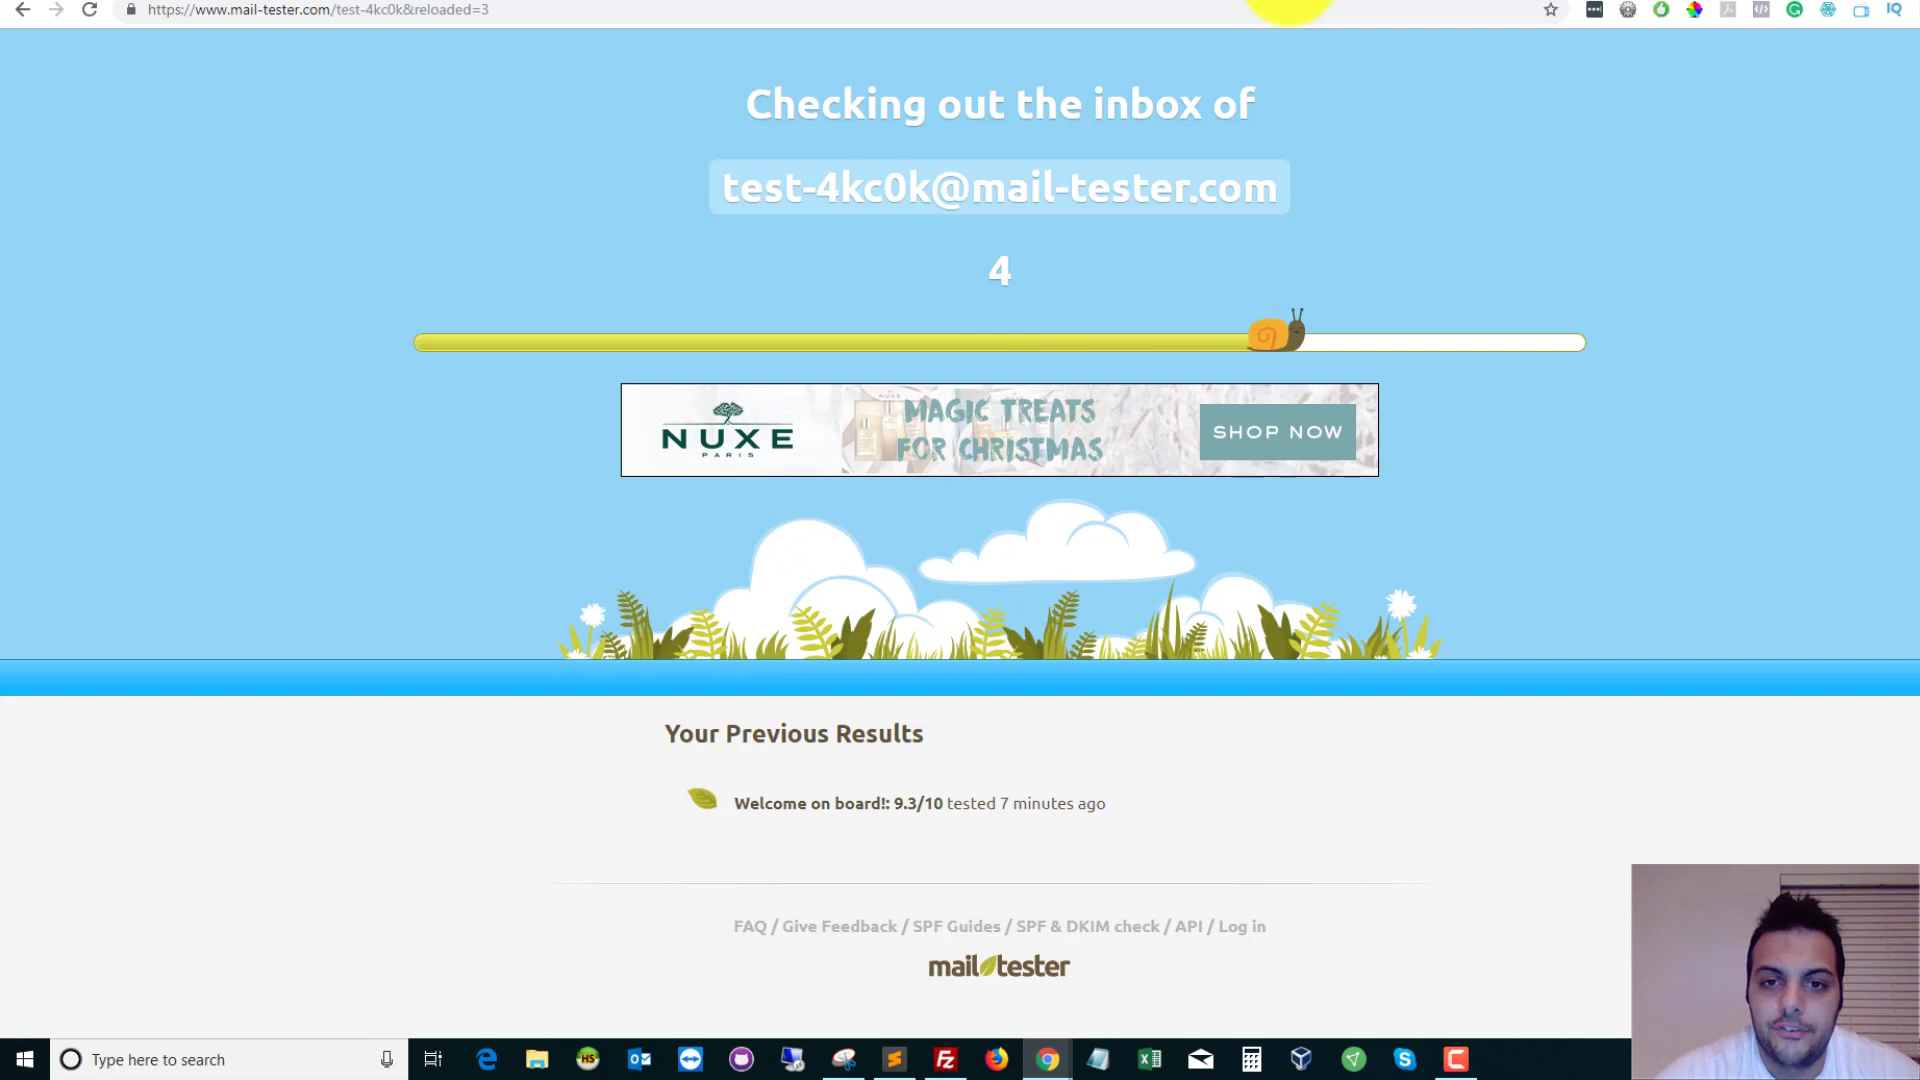 https://www.mail-tester.com/test-4kc0k&reloaded=3
IQ
Checking out the inbox of
test-4kc0k@mail-tester.com
4
NUXE
PARIS
MAGIC TREATS
FOR CHRISTMAS
SHOP NOW
Your Previous Results
Welcome on board!: 9.3/10 tested 7 minutes ago
FAQ / Give Feedback / SPF Guides / SPF & DKIM check / API / Log in
mail tester
Type here to search
HS